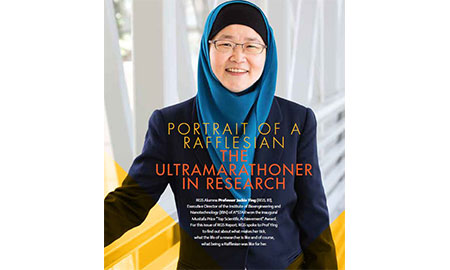 PORTRAIT OF A
RAFFLESIAN
THE
ULTRAMARATHONER
IN RESEARCH
RGS Alumna Professor Jackie Ying (RGS, 81),
Executive Director of the Institute of Bioengineering and
Nanotechnology (IBN) of A*STAR won the inaugural
Mustafa Prize "Top Scientific Achievement" Award.
For this issue of RGS Report, RGS spoke to Prof Ying
to find out about what makes her tick,
what the life of a researcher is like and of course,
what being a Rafflesian was like for her.